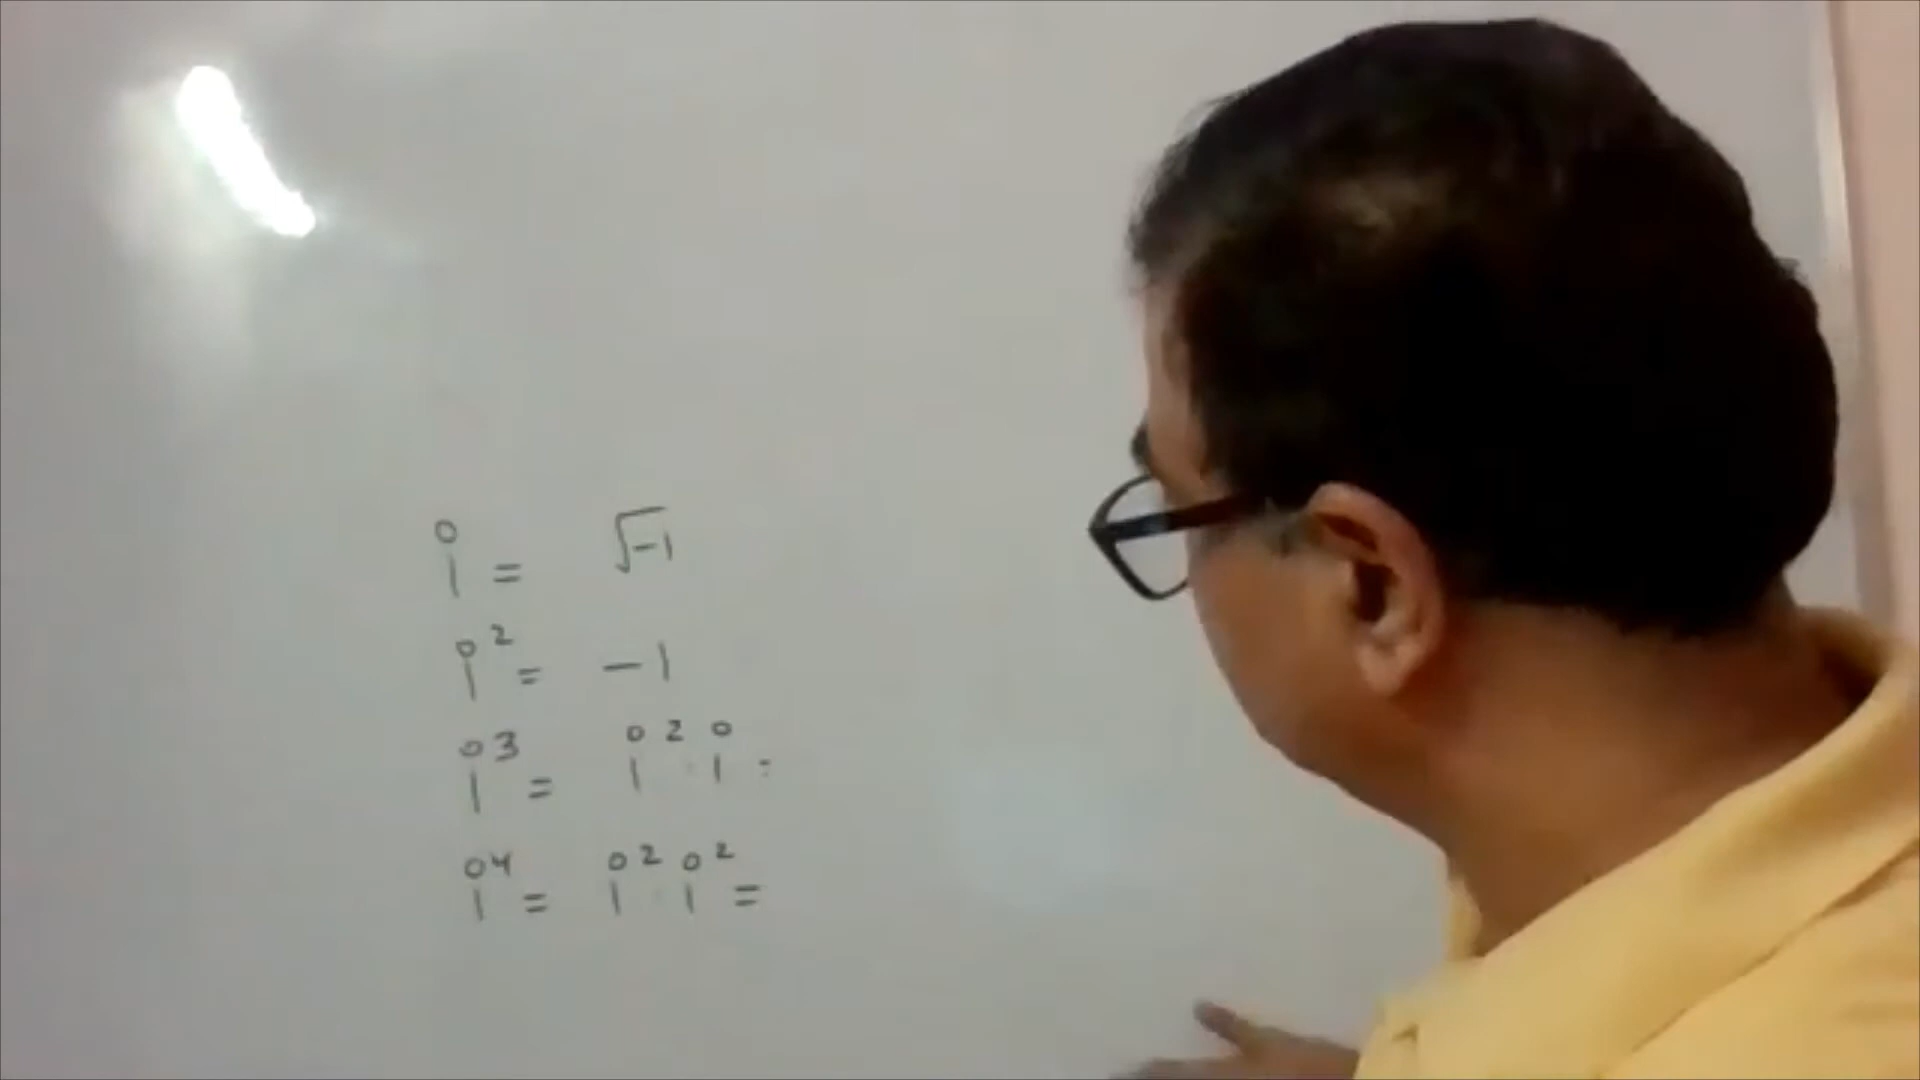 i = √-1
i² = -1
i³ = i² · i =
i⁴ = i² · i² =